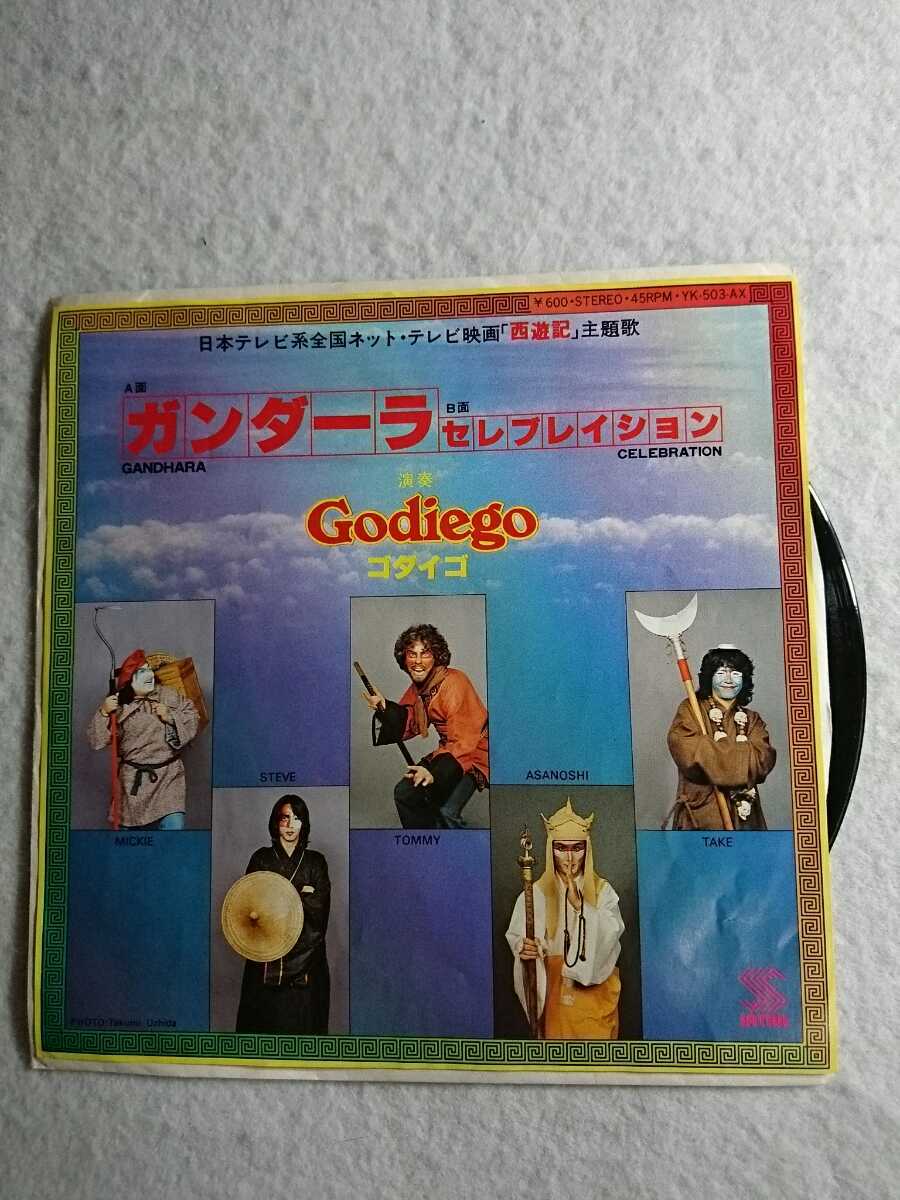 ￥600・STEREO・45RPM・YK-503-AX
日本テレビ系全国ネット・テレビ映画「西遊記」主題歌
A面
ガンダーラ
GANDHARA
B面
セレブレイション
CELEBRATION
演奏
Godiego
ゴダイゴ
STEVE
ASANOSHI
MICKIE
TOMMY
TAKE
PHOTO・Takumi Uchida